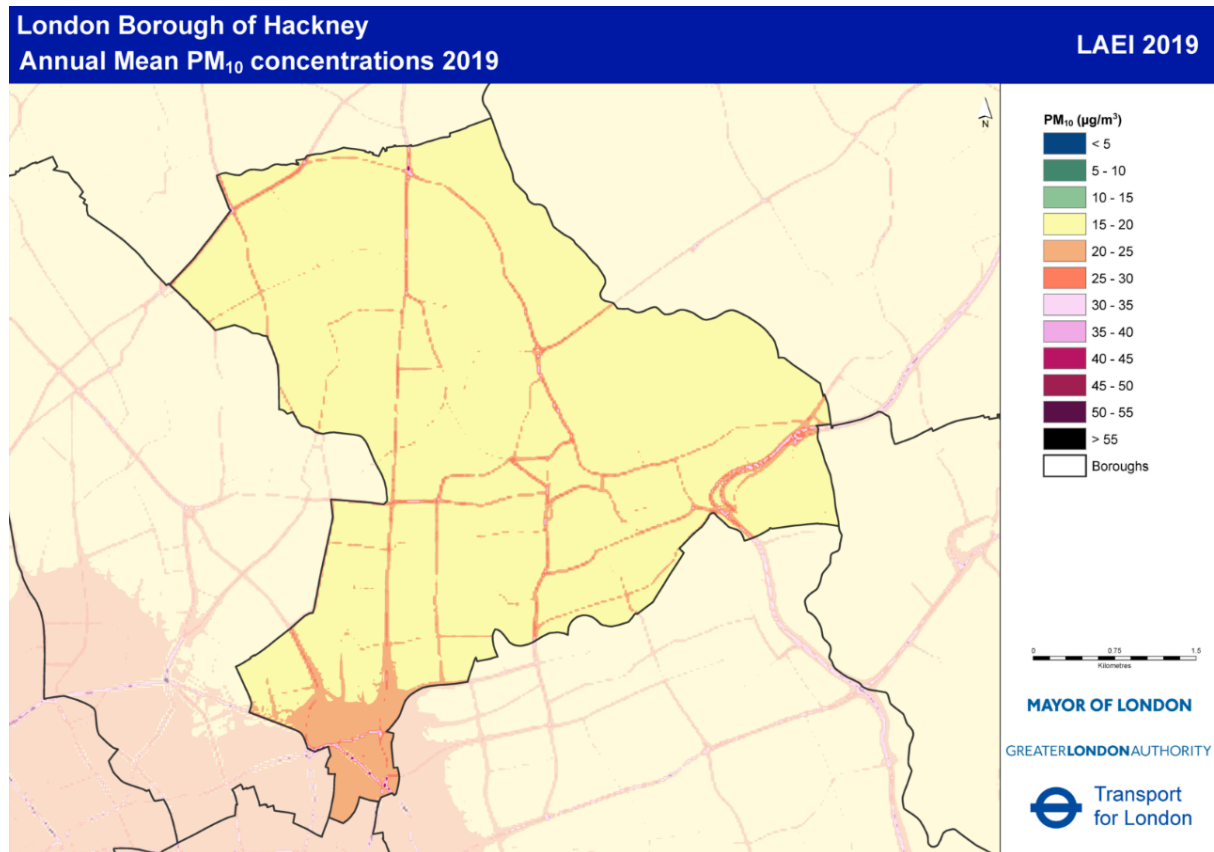 London Borough of Hackney
Annual Mean PM₁₀ concentrations 2019
LAEI 2019
N
PM₁₀ (µg/m³)
< 5
5 - 10
10 - 15
15 - 20
20 - 25
25 - 30
30 - 35
35 - 40
40 - 45
45 - 50
50 - 55
> 55
Boroughs
0 0.75 1.5
Kilometres
MAYOR OF LONDON
GREATERLONDONAUTHORITY
Transport
for London